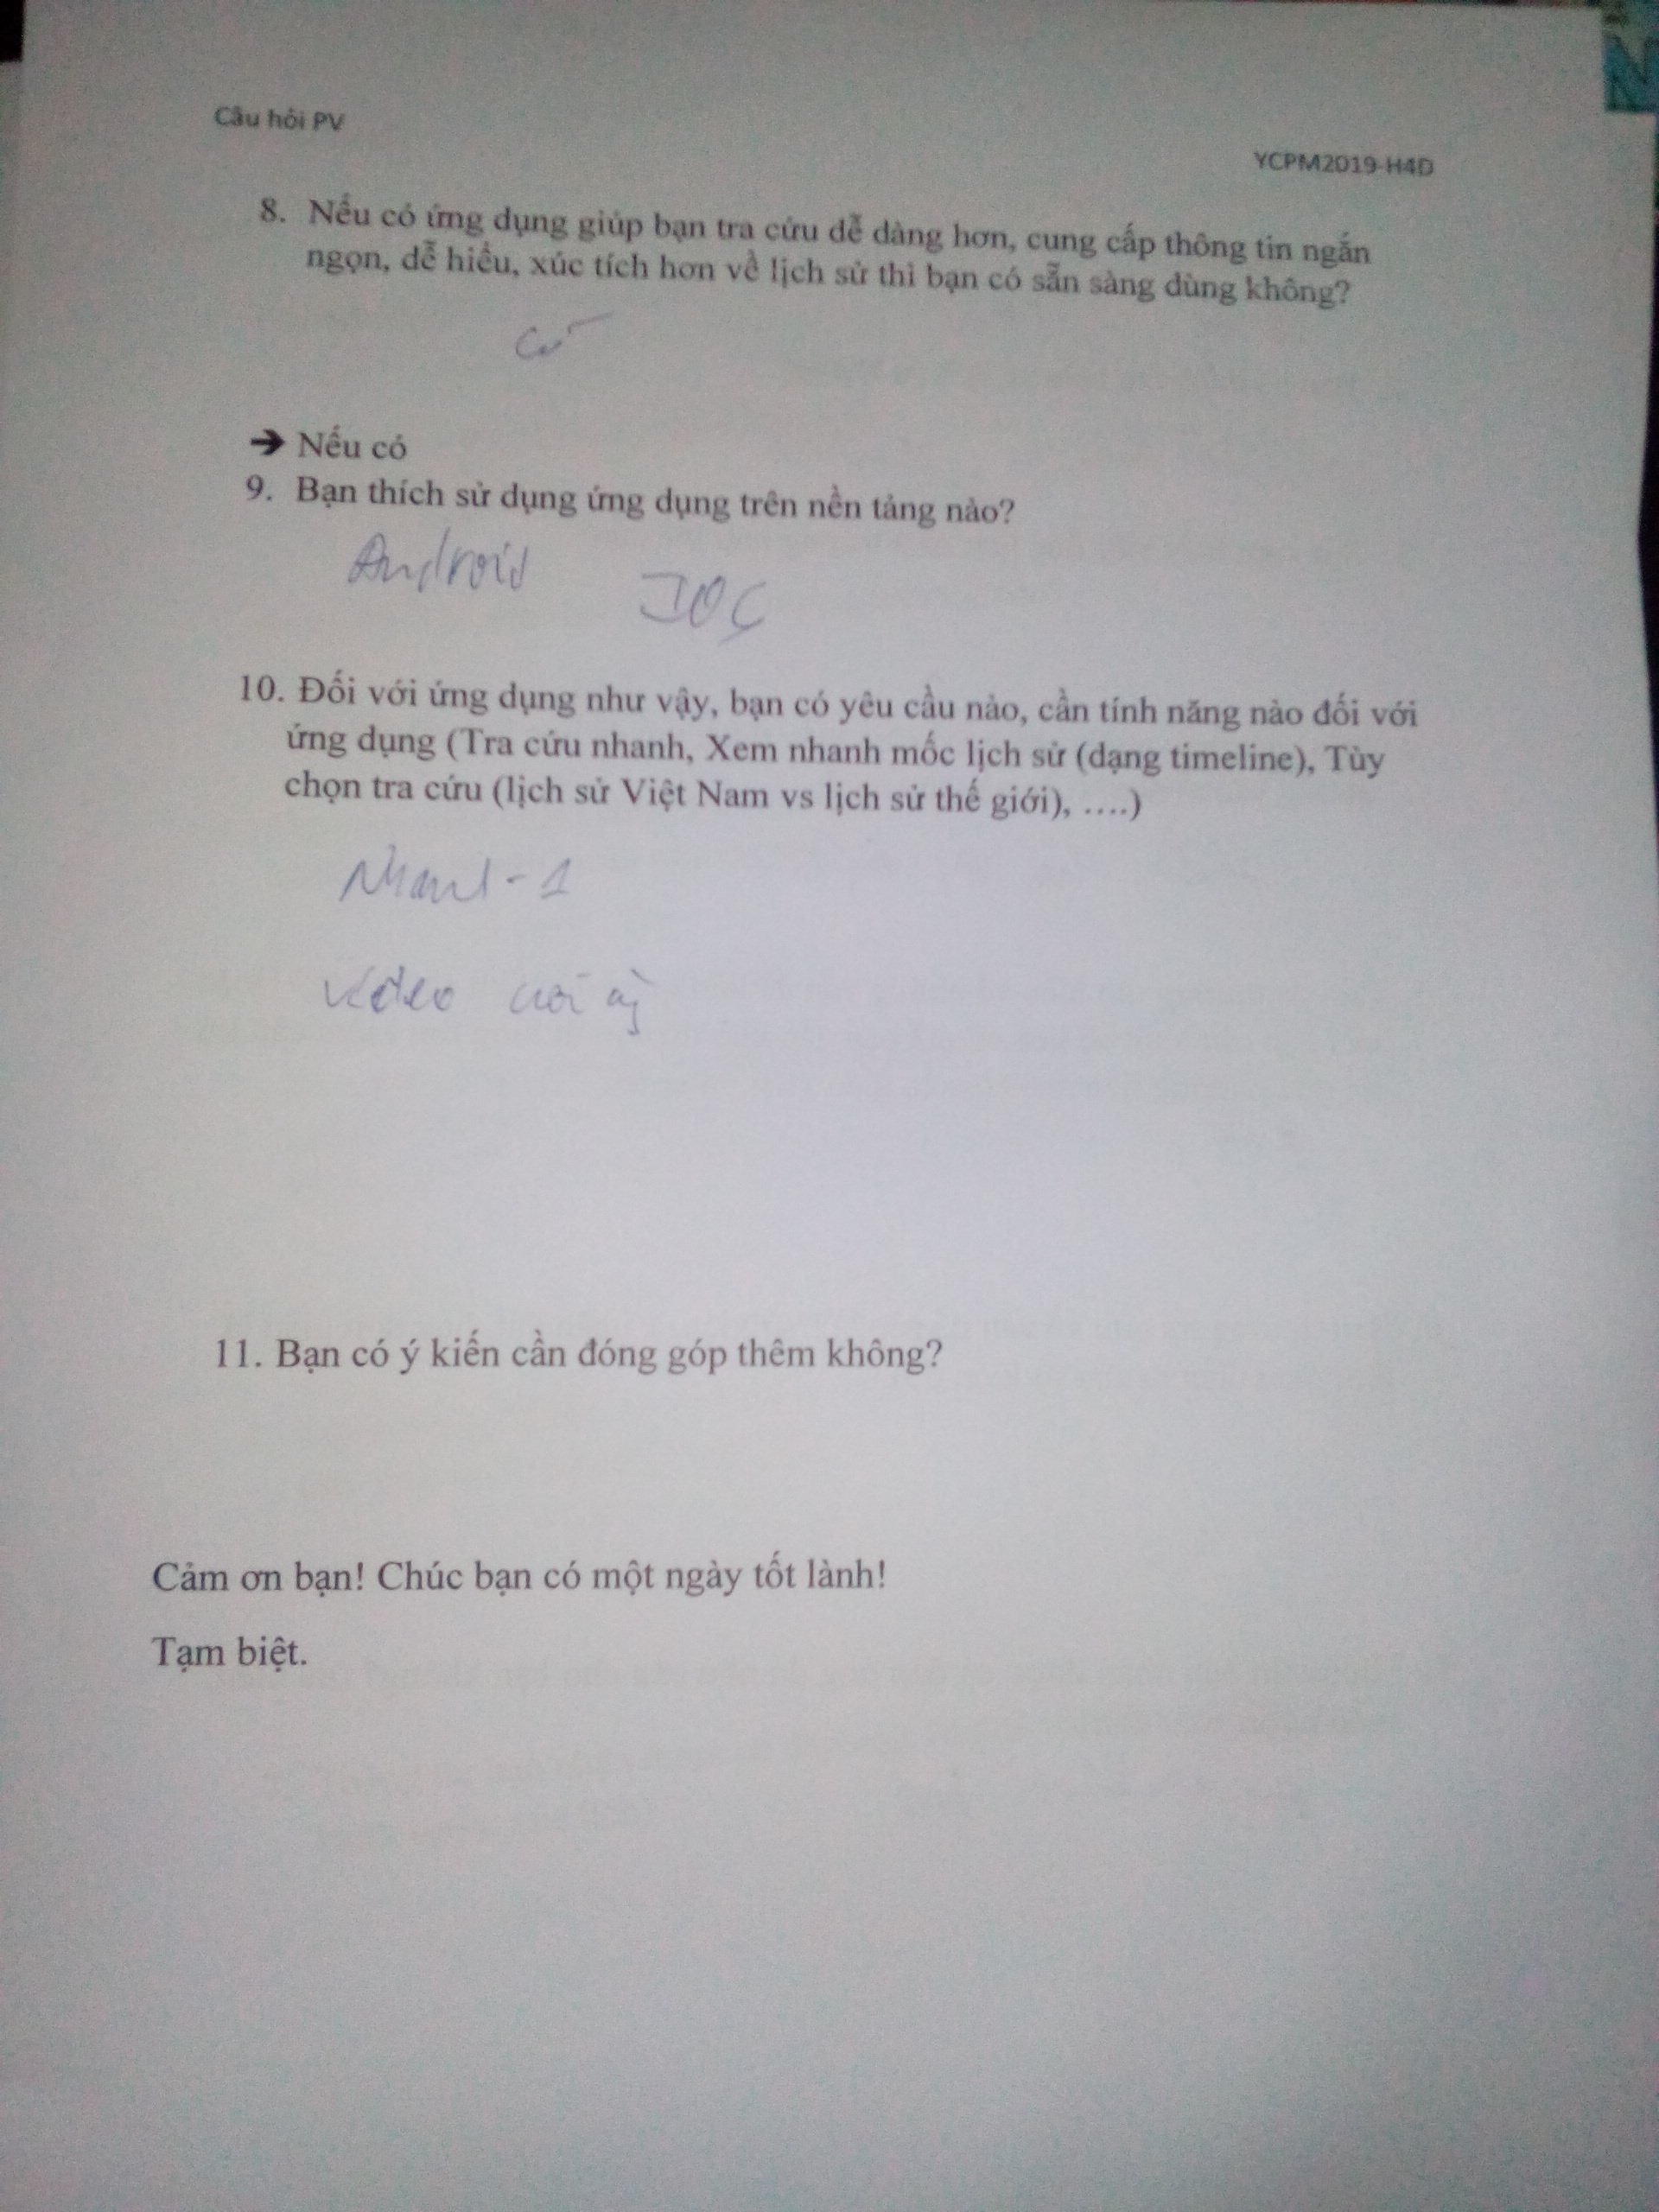 Câu hỏi PV
YCPM2019-H4D
8. Nếu có ứng dụng giúp bạn tra cứu dễ dàng hơn, cung cấp thông tin ngắn
ngọn, dễ hiểu, xúc tích hơn về lịch sử thì bạn có sẵn sàng dùng không?
Có
➔ Nếu có
9. Bạn thích sử dụng ứng dụng trên nền tảng nào?
Android IOS
10. Đối với ứng dụng như vậy, bạn có yêu cầu nào, cần tính năng nào đối với
ứng dụng (Tra cứu nhanh, Xem nhanh mốc lịch sử (dạng timeline), Tùy
chọn tra cứu (lịch sử Việt Nam vs lịch sử thế giới), ….)
Nhanh - 1
Video
11. Bạn có ý kiến cần đóng góp thêm không?
Cảm ơn bạn! Chúc bạn có một ngày tốt lành!
Tạm biệt.